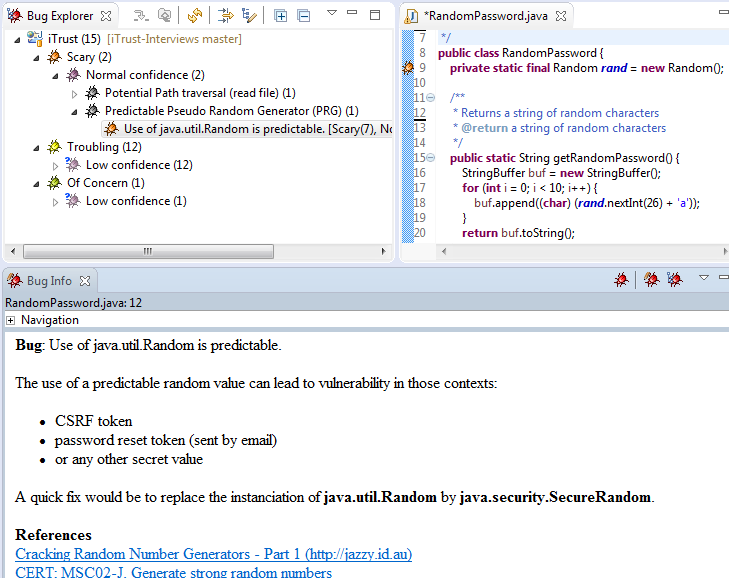 Bug Explorer
iTrust (15) [iTrust-Interviews master]
Scary (2)
Normal confidence (2)
Potential Path traversal (read file) (1)
Predictable Pseudo Random Generator (PRG) (1)
Use of java.util.Random is predictable. [Scary(7), No
Troubling (12)
Low confidence (12)
Of Concern (1)
Low confidence (1)
*RandomPassword.java
7 */
8 public class RandomPassword {
9 private static final Random rand = new Random();
10
11 /**
12 * Returns a string of random characters
13 * @return a string of random characters
14 */
15 public static String getRandomPassword() {
16 StringBuffer buf = new StringBuffer();
17 for (int i = 0; i < 10; i++) {
18 buf.append((char) (rand.nextInt(26) + 'a'));
19 }
20 return buf.toString();
Bug Info
RandomPassword.java: 12
Navigation
Bug: Use of java.util.Random is predictable.
The use of a predictable random value can lead to vulnerability in those contexts:
• CSRF token
• password reset token (sent by email)
• or any other secret value
A quick fix would be to replace the instanciation of java.util.Random by java.security.SecureRandom.
References
Cracking Random Number Generators - Part 1 (http://jazzy.id.au)
CERT: MSC02-J. Generate strong random numbers